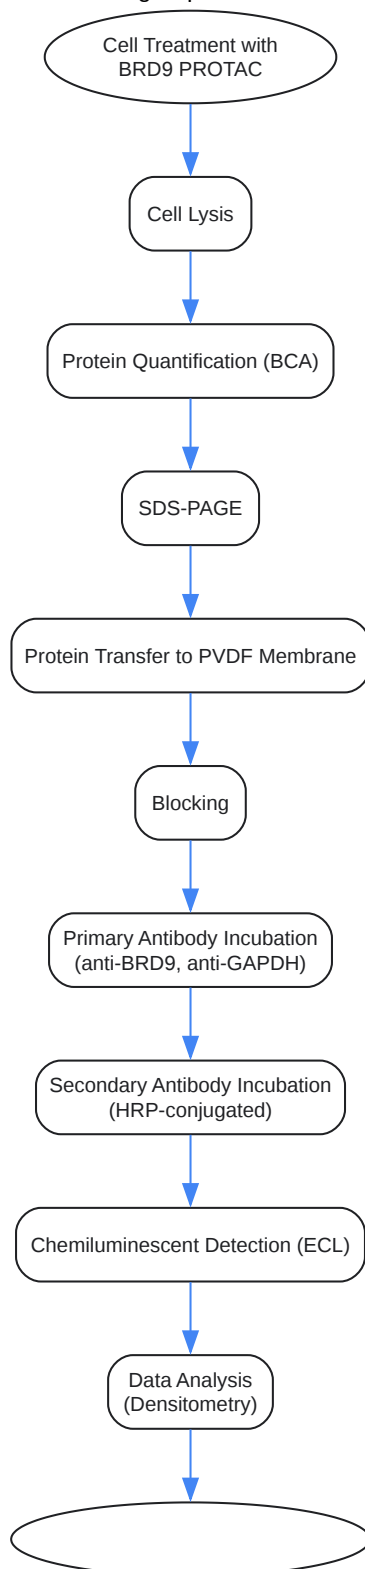 Cell Treatment with
BRD9 PROTAC
Cell Lysis
Protein Quantification (BCA)
SDS-PAGE
Protein Transfer to PVDF Membrane
Blocking
Primary Antibody Incubation
(anti-BRD9, anti-GAPDH)
Secondary Antibody Incubation
(HRP-conjugated)
Chemiluminescent Detection (ECL)
Data Analysis
(Densitometry)